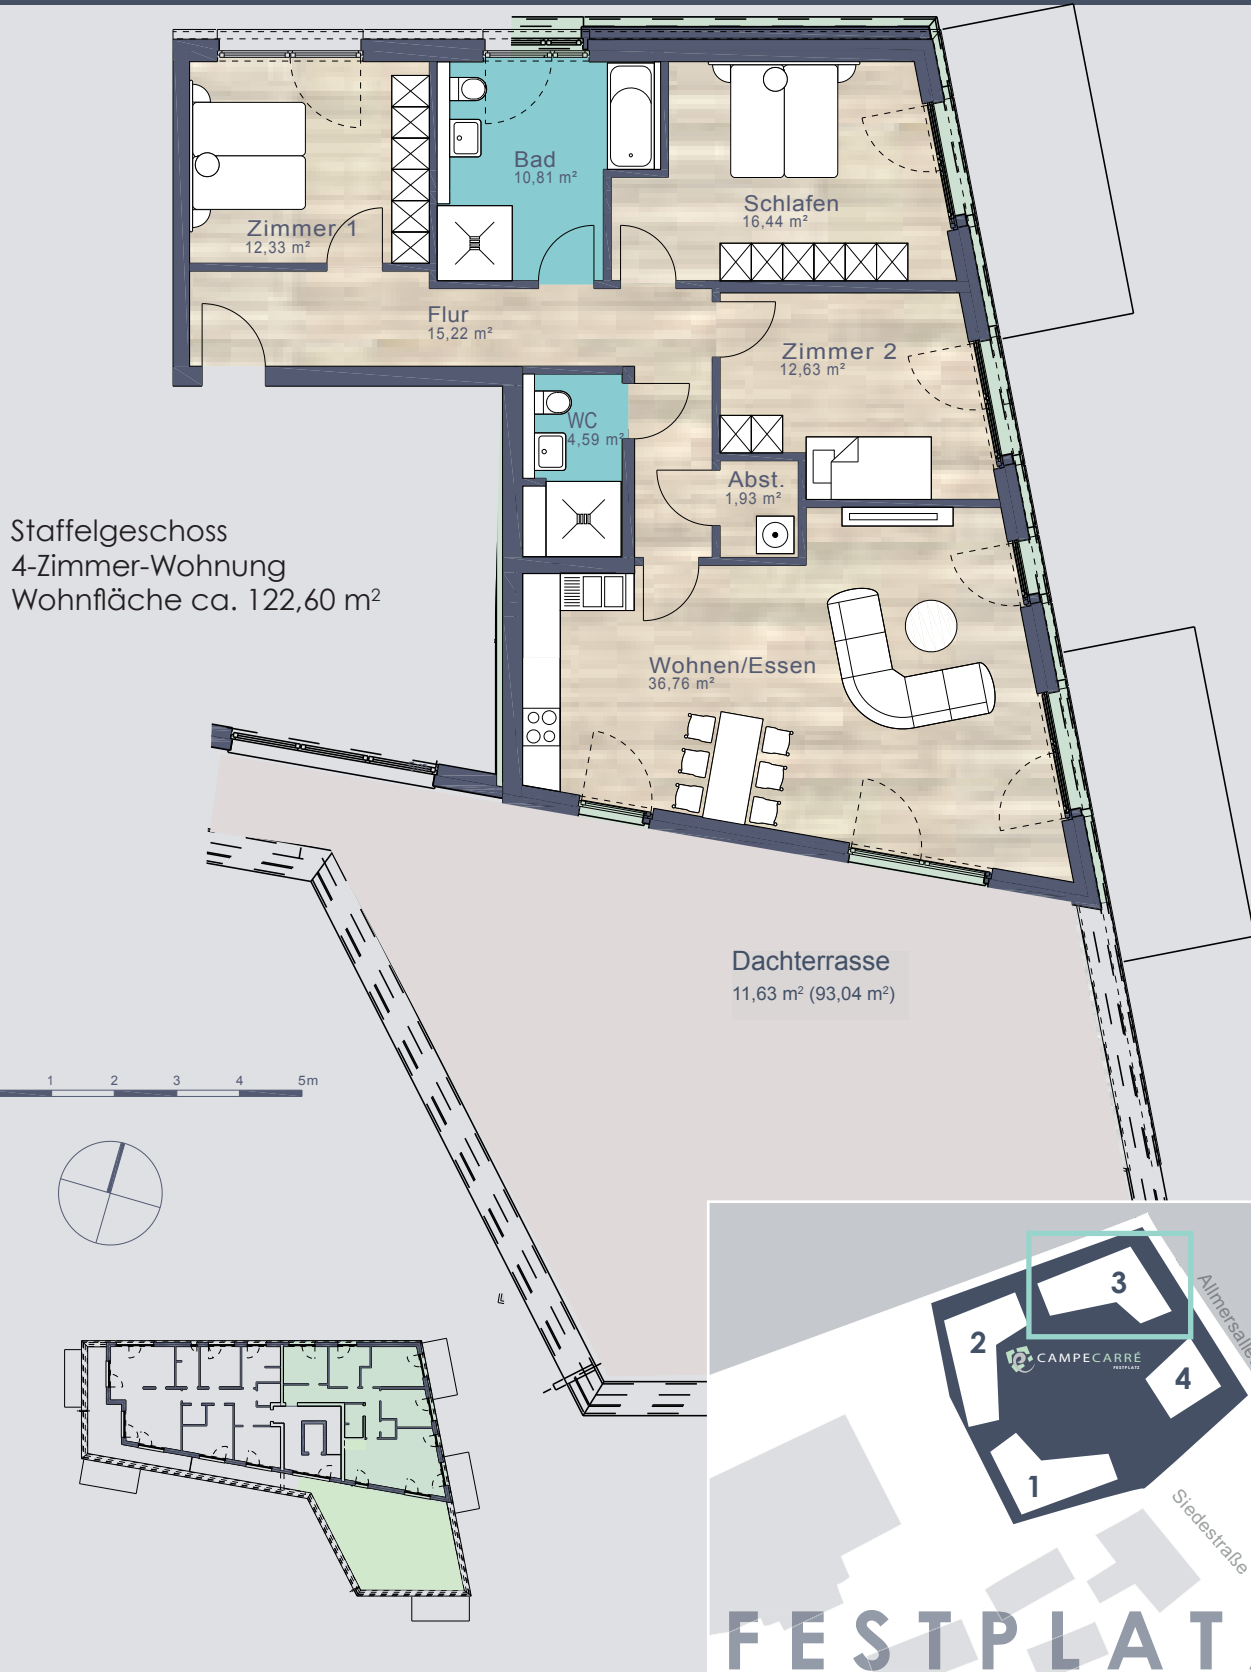 Bad
10,81 m²
Schlafen
16,44 m²
Zimmer 1
12,33 m²
Flur
15,22 m²
Zimmer 2
12,63 m²
WC
4,59 m²
Abst.
1,93 m²
Staffelgeschoss
4-Zimmer-Wohnung
Wohnfläche ca. 122,60 m²
Wohnen/Essen
36,76 m²
Dachterrasse
11,63 m² (93,04 m²)
1 2 3 4 5m
3
Allmersallee
2
CAMPECARRÉ
FESTPLATZ
4
1
Siedestraße
FESTPLAT